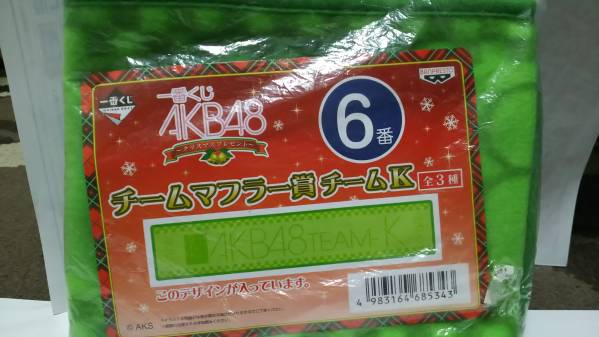 一番くじ
一番くじ
AKB48
~クリスマスプレゼント~
6番
BANPRESTO
チームマフラー賞 チームK
全3種
AKB48 TEAM-K
このデザインが入っています。
4 983164 685343
© AKS